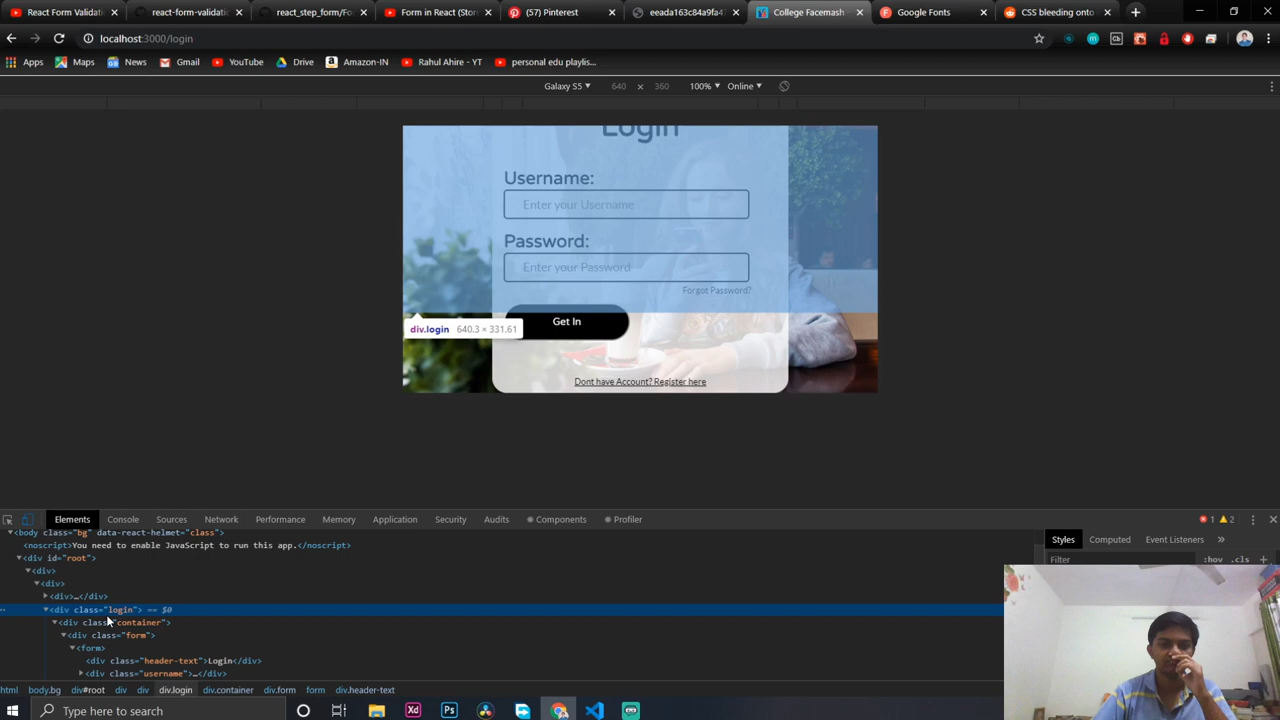 React Form Validati
react-form-validati
react_step_form/Fo
Form in React (Stor
(57) Pinterest
eeada163c84a9fa4
College Facemash
Google Fonts
CSS bleeding onto
localhost:3000/login
Apps
Maps
News
Gmail
YouTube
Drive
Amazon-IN
Rahul Ahire - YT
personal edu playlis...
Galaxy S5
640 × 360
100%
Online
Login
Username:
Enter your Username
Password:
Enter your Password
Forgot Password?
Get In
div.login 640.3 × 331.61
Dont have Account? Register here
Elements
Console
Sources
Network
Performance
Memory
Application
Security
Audits
Components
Profiler
1
2
<body class="bg" data-react-helmet="class">
<noscript>You need to enable JavaScript to run this app.</noscript>
<div id="root">
<div>
<div>
<div>…</div>
<div class="login"> == $0
<div class="container">
<div class="form">
<form>
<div class="header-text">Login</div>
<div class="username">…</div>
Styles
Computed
Event Listeners
Filter
:hov .cls
html
body.bg
div#root
div
div
div.login
div.container
div.form
form
div.header-text
Type here to search
Xd
Ps